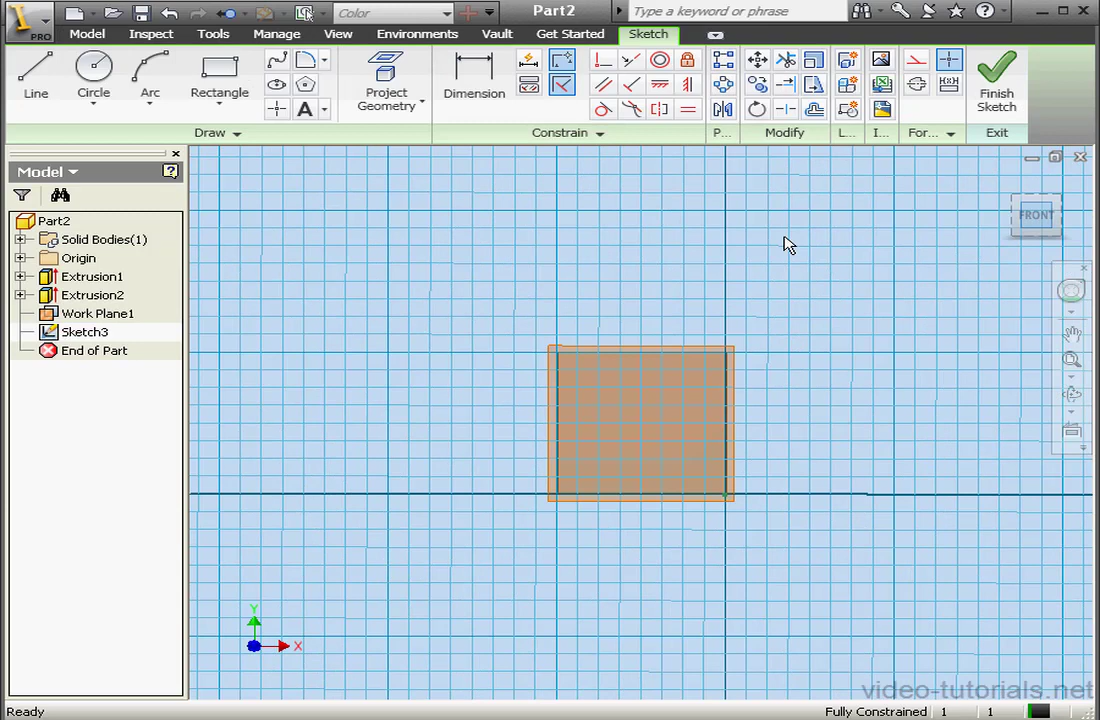 Color
Part2
Type a keyword or phrase
PRO
Model
Inspect
Tools
Manage
View
Environments
Vault
Get Started
Sketch
Line
Circle
Arc
Rectangle
A
Project
Geometry
Dimension
Finish
Sketch
Draw
Constrain
P...
Modify
L...
I...
For...
Exit
Model
Part2
Solid Bodies(1)
Origin
Extrusion1
Extrusion2
Work Plane1
Sketch3
End of Part
FRONT
Y
X
video-tutorials.net
Ready
Fully Constrained
1
1